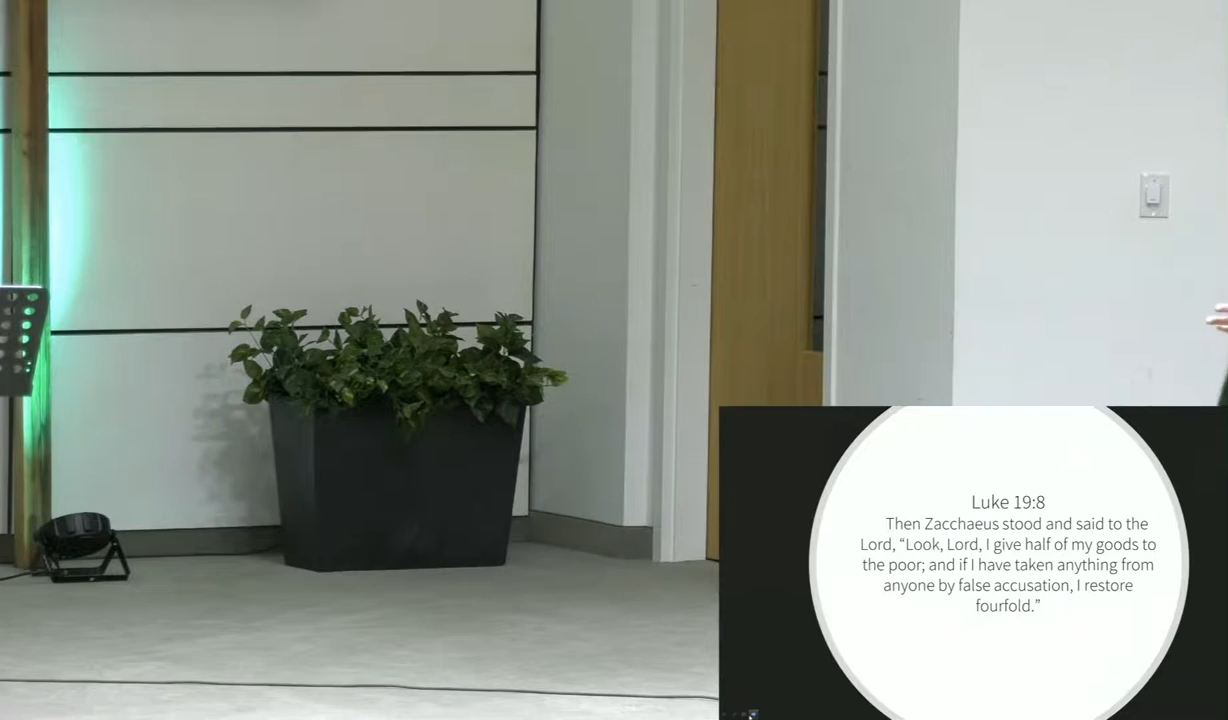 Luke 19:8
Then Zacchaeus stood and said to the
Lord, “Look, Lord, I give half of my goods to
the poor; and if I have taken anything from
anyone by false accusation, I restore
fourfold.”